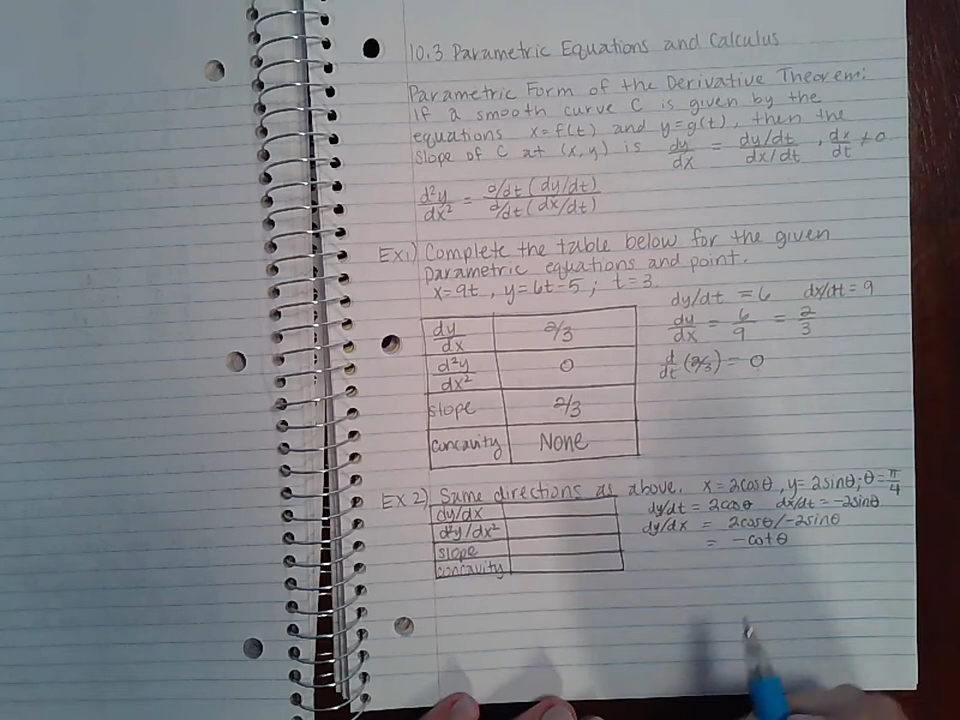 10.3 Parametric Equations and Calculus
Parametric Form of the Derivative Theorem:
If a smooth curve C is given by the
equations x=f(t) and y=g(t), then the
slope of C at (x,y) is dy/dx = dy/dt / dx/dt , dx/dt ≠ 0
d²y/dx² = d/dt (dy/dt) / d/dt (dx/dt)
EX1) Complete the table below for the given
parametric equations and point.
x=9t, y=6t-5; t=3
dy/dt = 6 dx/dt = 9
dy/dx = 6/9 = 2/3
d/dt (2/3) = 0
dy/dx 2/3
d²y/dx² 0
slope 2/3
concavity None
EX 2) Same directions as above. x=2cosθ, y=2sinθ; θ=π/4
dy/dt = 2cosθ dx/dt = -2sinθ
dy/dx = 2cosθ/-2sinθ
= -cotθ
dy/dx
d²y/dx²
slope
concavity